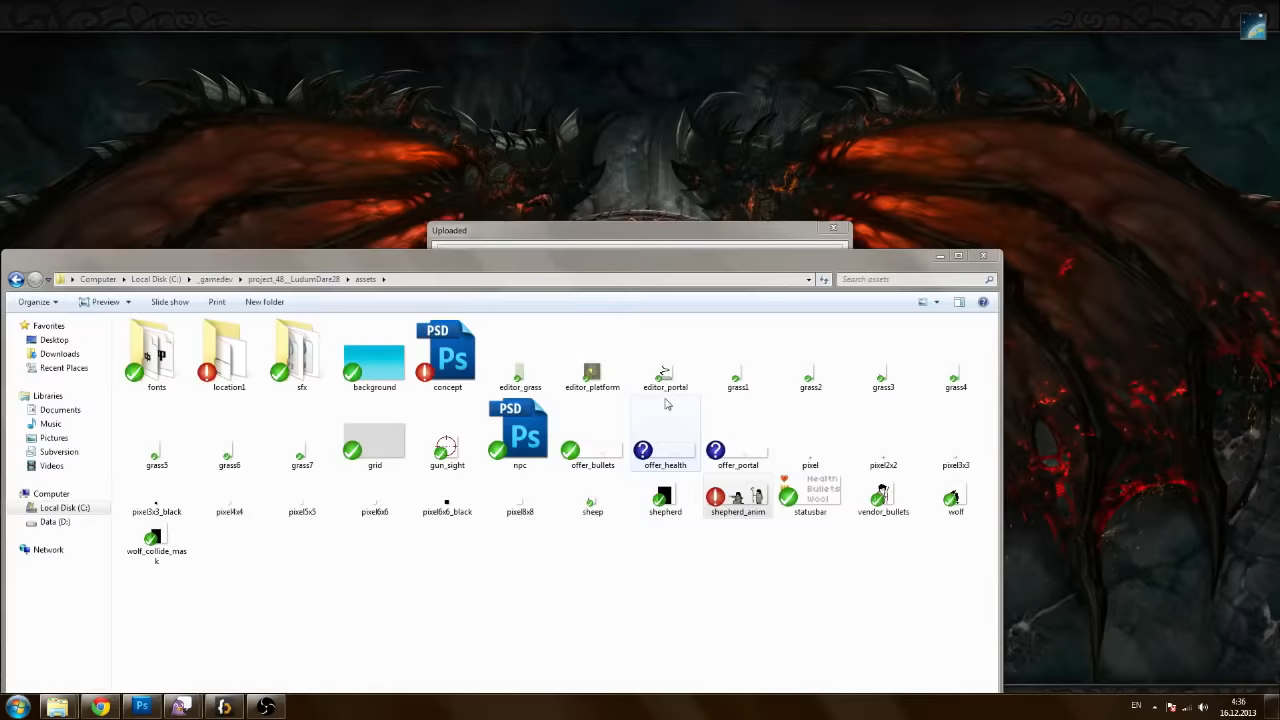 Uploaded
Computer Local Disk (C:) _gamedev project_48__LudumDare28 assets
Search assets
Organize Preview Slide show Print New folder
Favorites
Desktop
Downloads
Recent Places
Libraries
Documents
Music
Pictures
Subversion
Videos
Computer
Local Disk (C:)
Data (D:)
Network
PSD
Ps
fonts location1 sfx background concept editor_grass editor_platform editor_portal grass1 grass2 grass3 grass4
PSD
Ps
grass5 grass6 grass7 grid gun_sight npc offer_bullets offer_health offer_portal pixel pixel2x2 pixel3x3
Health
Bullets
Wool
pixel3x3_black pixel4x4 pixel5x5 pixel6x6 pixel6x6_black pixel8x8 sheep shepherd shepherd_anim statusbar vendor_bullets wolf
wolf_collide_mas
k
Ps
EN
4:36
16.12.2013